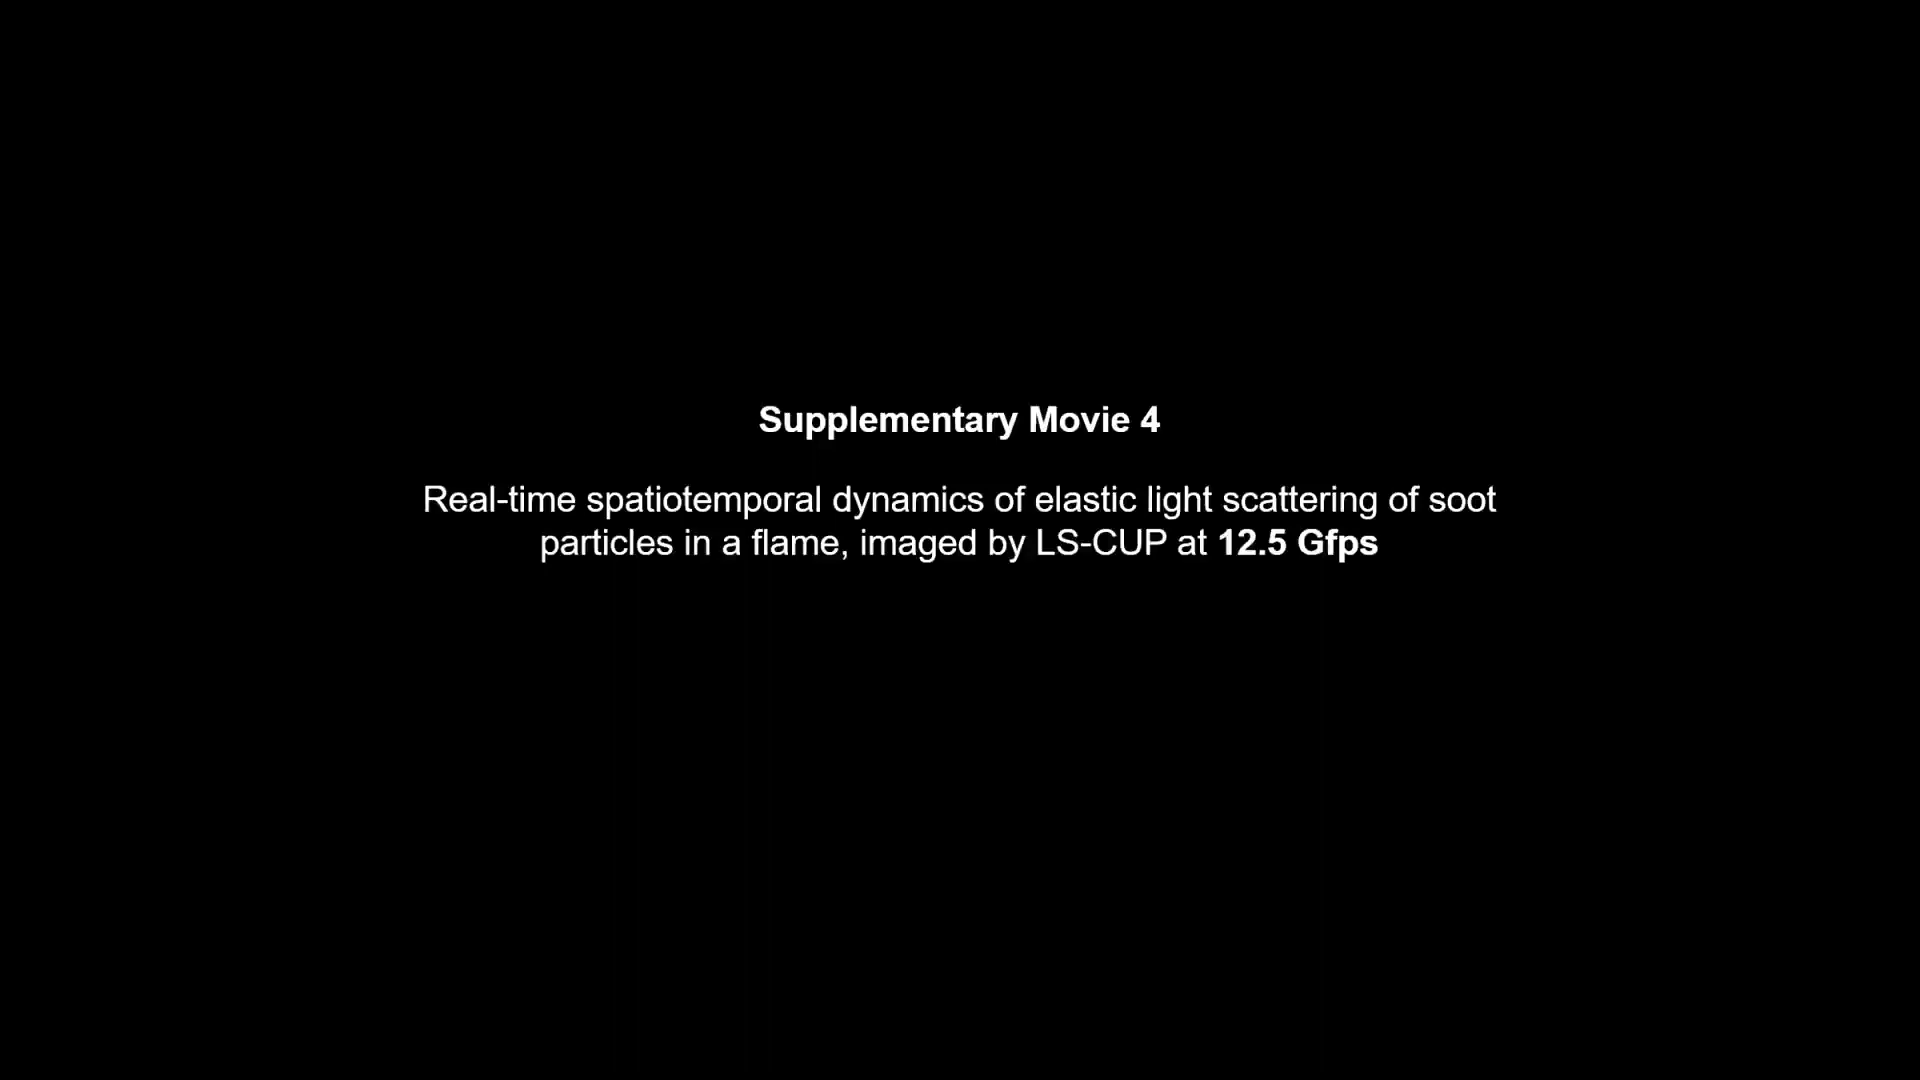 Supplementary Movie 4
Real-time spatiotemporal dynamics of elastic light scattering of soot
particles in a flame, imaged by LS-CUP at 12.5 Gfps